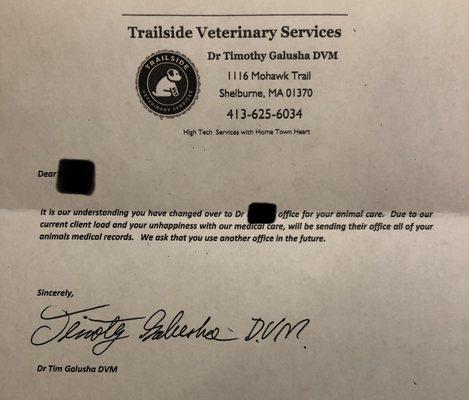 Trailside Veterinary Services
Dr Timothy Galusha DVM
1116 Mohawk Trail
Shelburne, MA 01370
413-625-6034
TRAILSIDE
VETERINARY SERVICES
High Tech Services with Home Town Heart
Dear
It is our understanding you have changed over to Dr office for your animal care. Due to our
current client load and your unhappiness with our medical care, will be sending their office all of your
animals medical records. We ask that you use another office in the future.
Sincerely,
Timoty Galusha D.V.M.
Dr Tim Galusha DVM